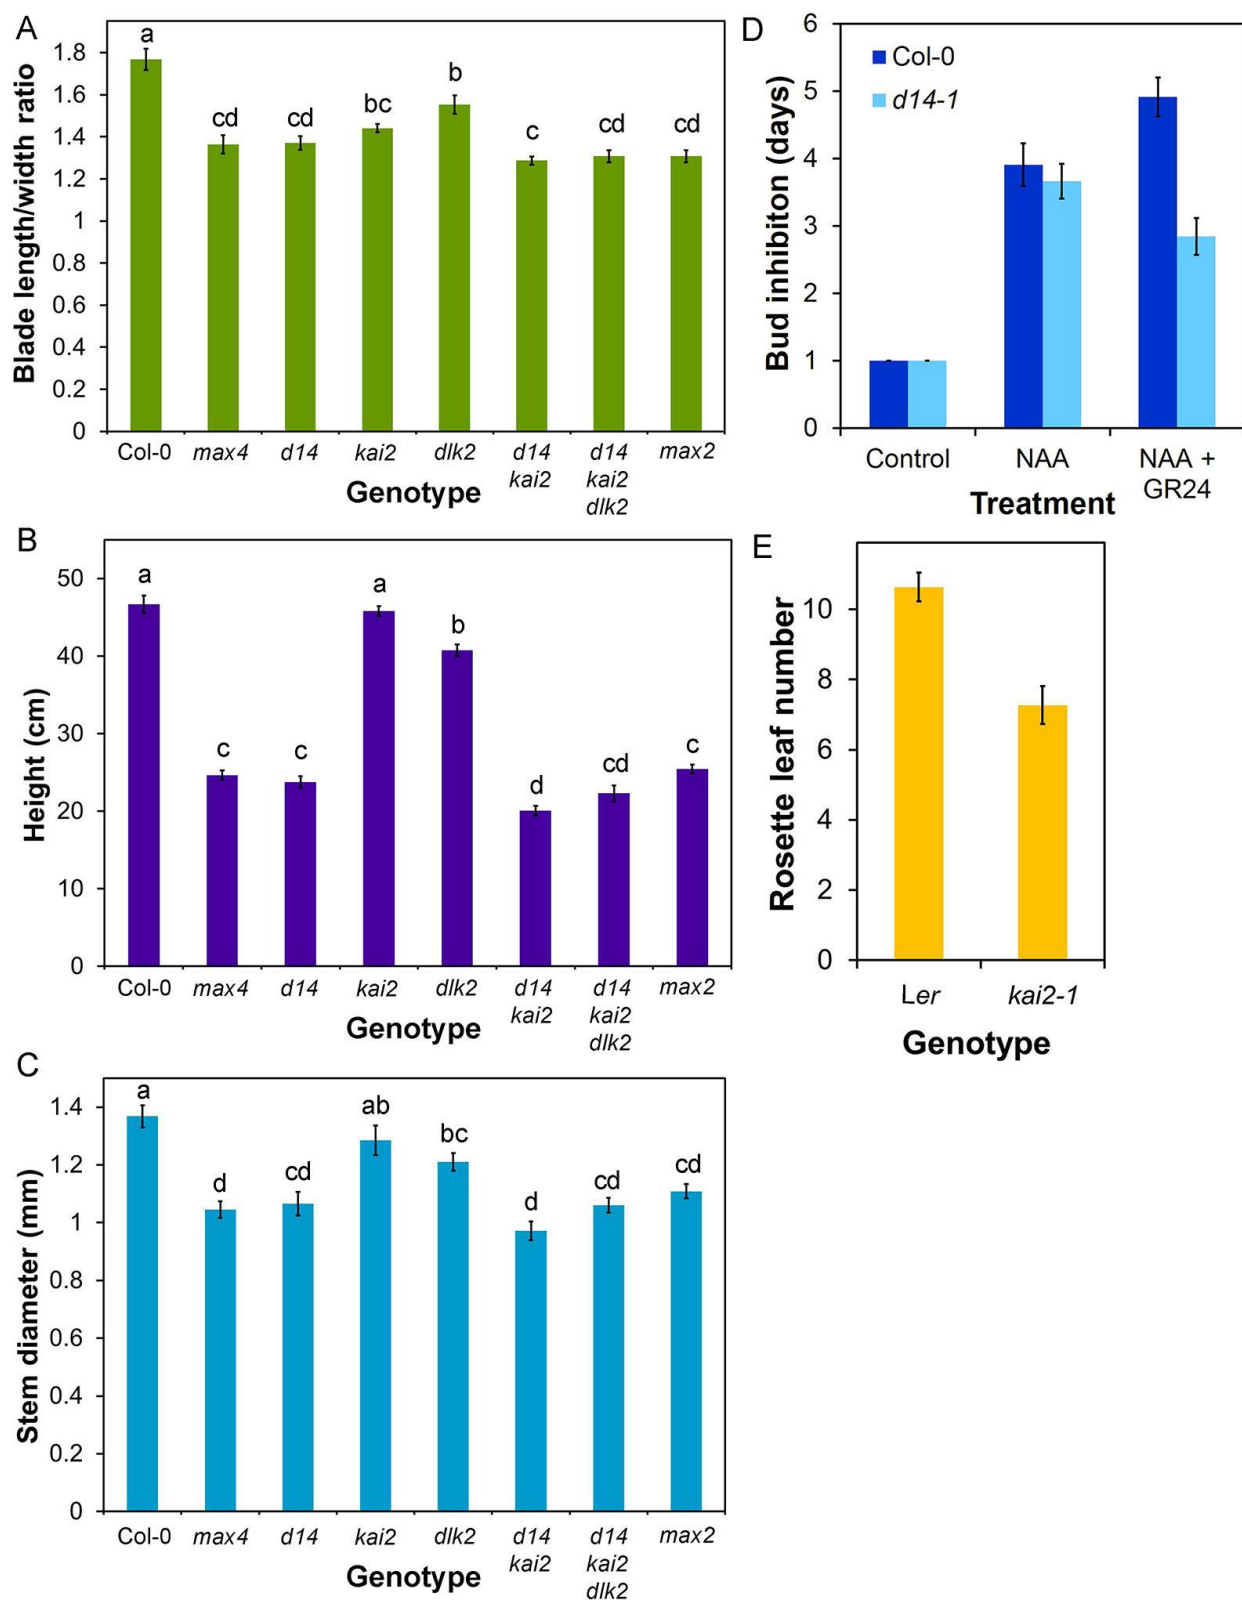 A
Blade length/width ratio
1.8
1.6
1.4
1.2
1
0.8
0.6
0.4
0.2
0
a
cd
cd
bc
b
c
cd
cd
Col-0 max4 d14 kai2 dlk2 d14 d14 max2
kai2 kai2
dlk2
Genotype
B
Height (cm)
50
40
30
20
10
0
a
c
c
a
b
d
cd
c
Col-0 max4 d14 kai2 dlk2 d14 d14 max2
kai2 kai2
dlk2
Genotype
C
Stem diameter (mm)
1.4
1.2
1
0.8
0.6
0.4
0.2
0
a
d
cd
ab
bc
d
cd
cd
Col-0 max4 d14 kai2 dlk2 d14 d14 max2
kai2 kai2
dlk2
Genotype
D
Bud inhibiton (days)
6
5
4
3
2
1
0
Col-0
d14-1
Control NAA NAA +
GR24
Treatment
E
Rosette leaf number
10
8
6
4
2
0
Ler kai2-1
Genotype